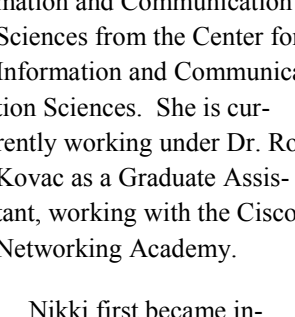 mation and Communication
Sciences from the Center for
Information and Communica
tion Sciences.  She is cur-
rently working under Dr. Ro
Kovac as a Graduate Assis-
tant, working with the Cisco
Networking Academy.
Nikki first became in-